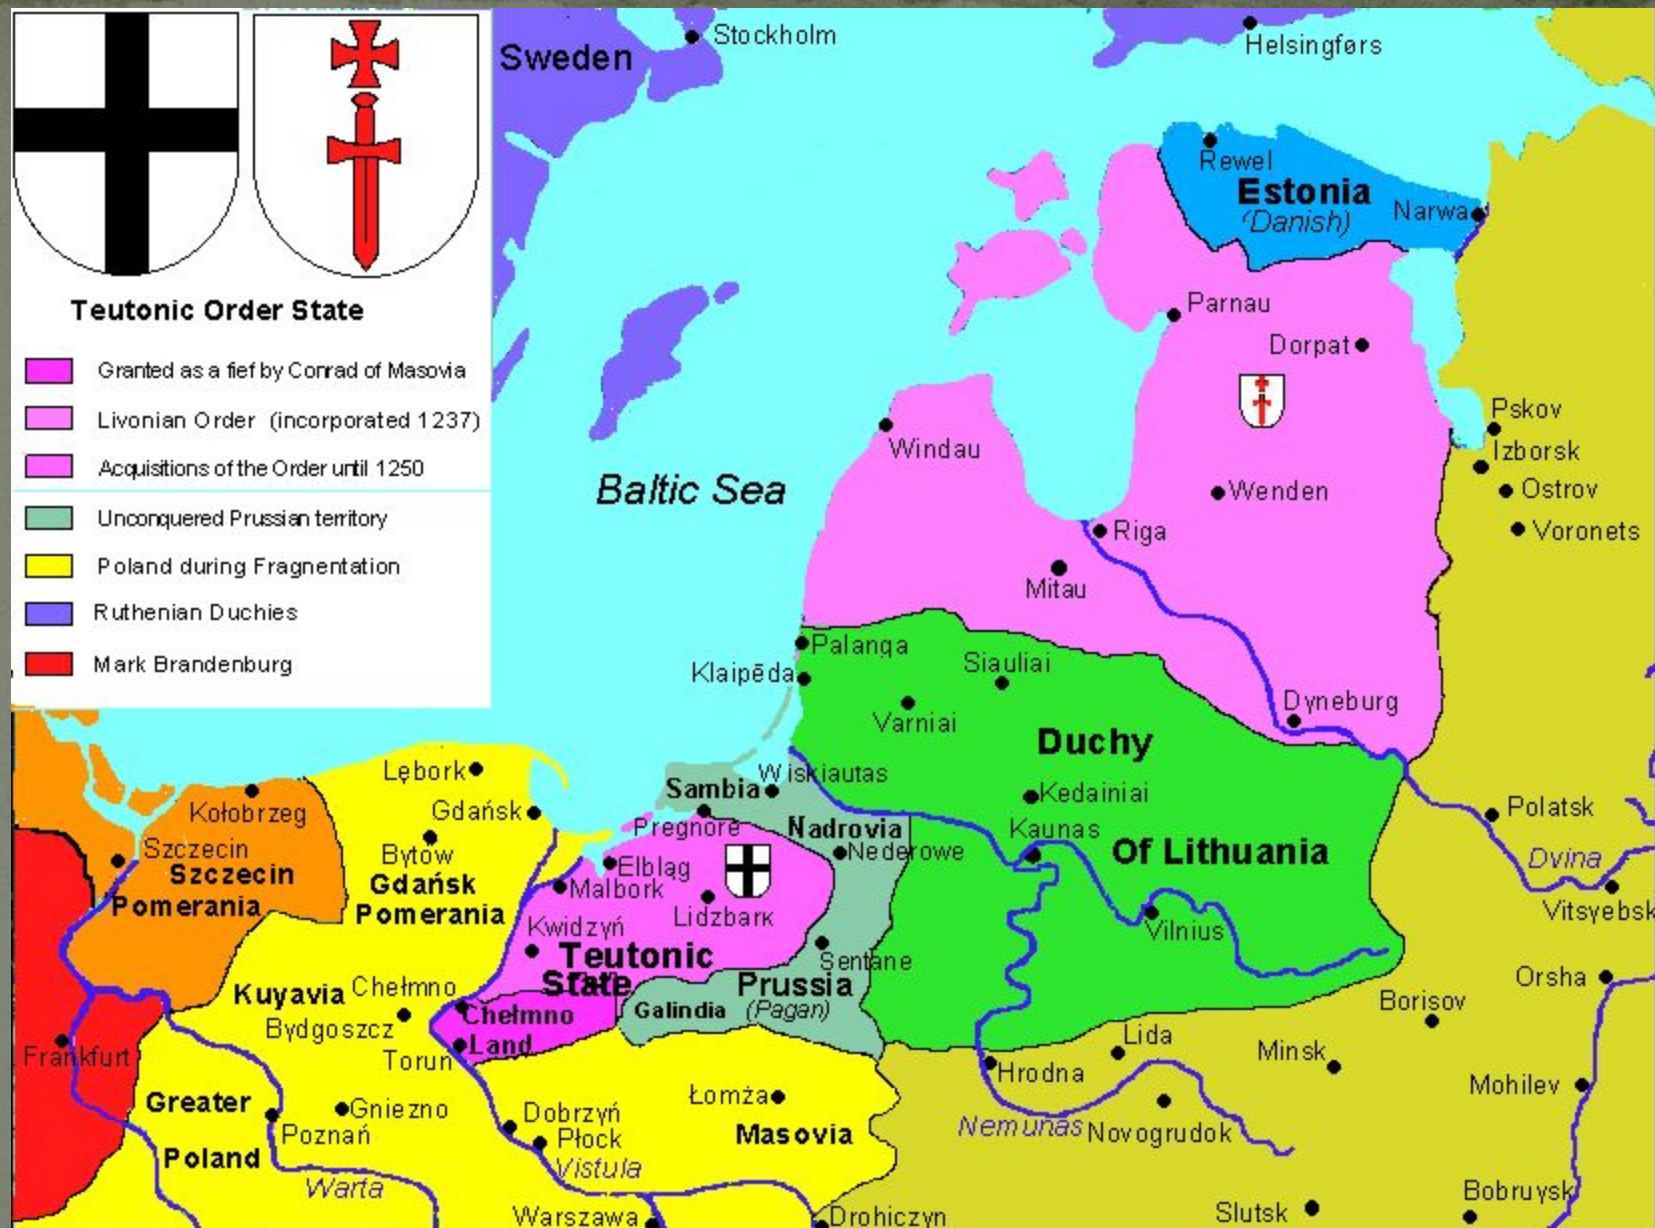 Teutonic Order State
Granted as a fief by Conrad of Masovia
Livonian Order (incorporated 1237)
Acquisitions of the Order until 1250
Unconquered Prussian territory
Poland during Fragnentation
Ruthenian Duchies
Mark Brandenburg
Sweden
Stockholm
Helsingførs
Rewel
Estonia
(Danish)
Narwa
Parnau
Dorpat
Pskov
Izborsk
Ostrov
Voronets
Windau
Wenden
Baltic Sea
Riga
Mitau
Palanga
Siauliai
Klaipēda
Varniai
Dyneburg
Duchy
Of Lithuania
Lębork
Wiskiautas
Sambia
Kedainiai
Kołobrzeg
Gdańsk
Pregnore
Nadrovia
Kaunas
Polatsk
Szczecin
Bytów
Elbląg
Nederowe
Dvina
Szczecin
Pomerania
Gdańsk
Pomerania
Malbork
Lidzbark
Vitsyebsk
Kwidzyń
Vilnius
Teutonic
State
Sentane
Prussia
(Pagan)
Orsha
Kuyavia
Chełmno
Bydgoszcz
Chełmno
Land
Galindia
Borisov
Frankfurt
Torun
Lida
Minsk
Hrodna
Mohilev
Greater
Poland
Gniezno
Poznań
Łomża
Dobrzyń
Płock
Masovia
Nemunas
Novogrudok
Vistula
Warta
Warszawa
Drohiczyn
Slutsk
Bobruysk